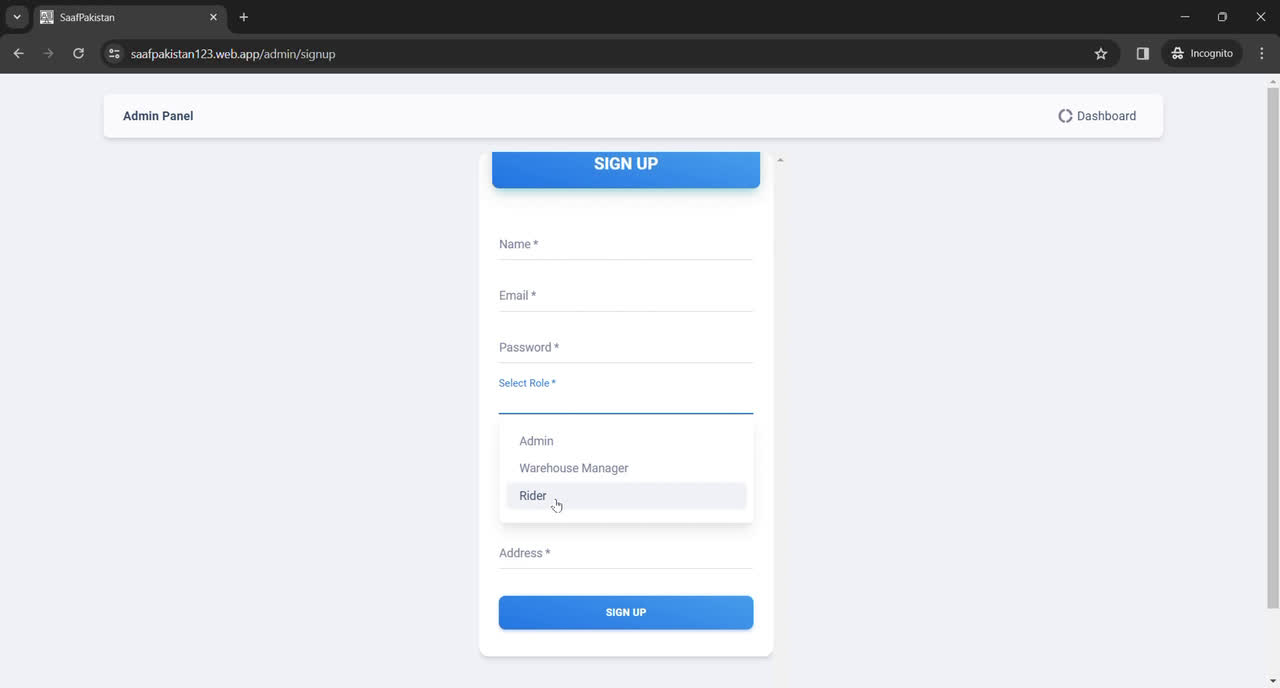 SaafPakistan
saafpakistan123.web.app/admin/signup
Incognito
Admin Panel
Dashboard
SIGN UP
Name *
Email *
Password *
Select Role *
Admin
Warehouse Manager
Rider
Address *
SIGN UP